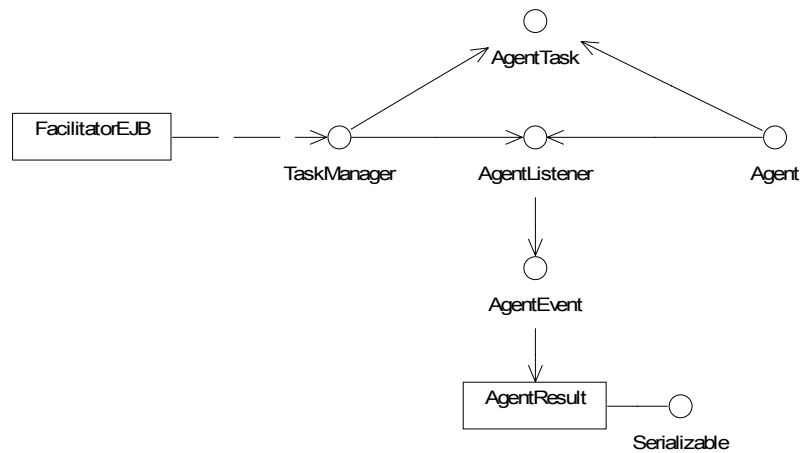 AgentTask
FacilitatorEJB
TaskManager
AgentListener
Agent
AgentEvent
AgentResult
Serializable